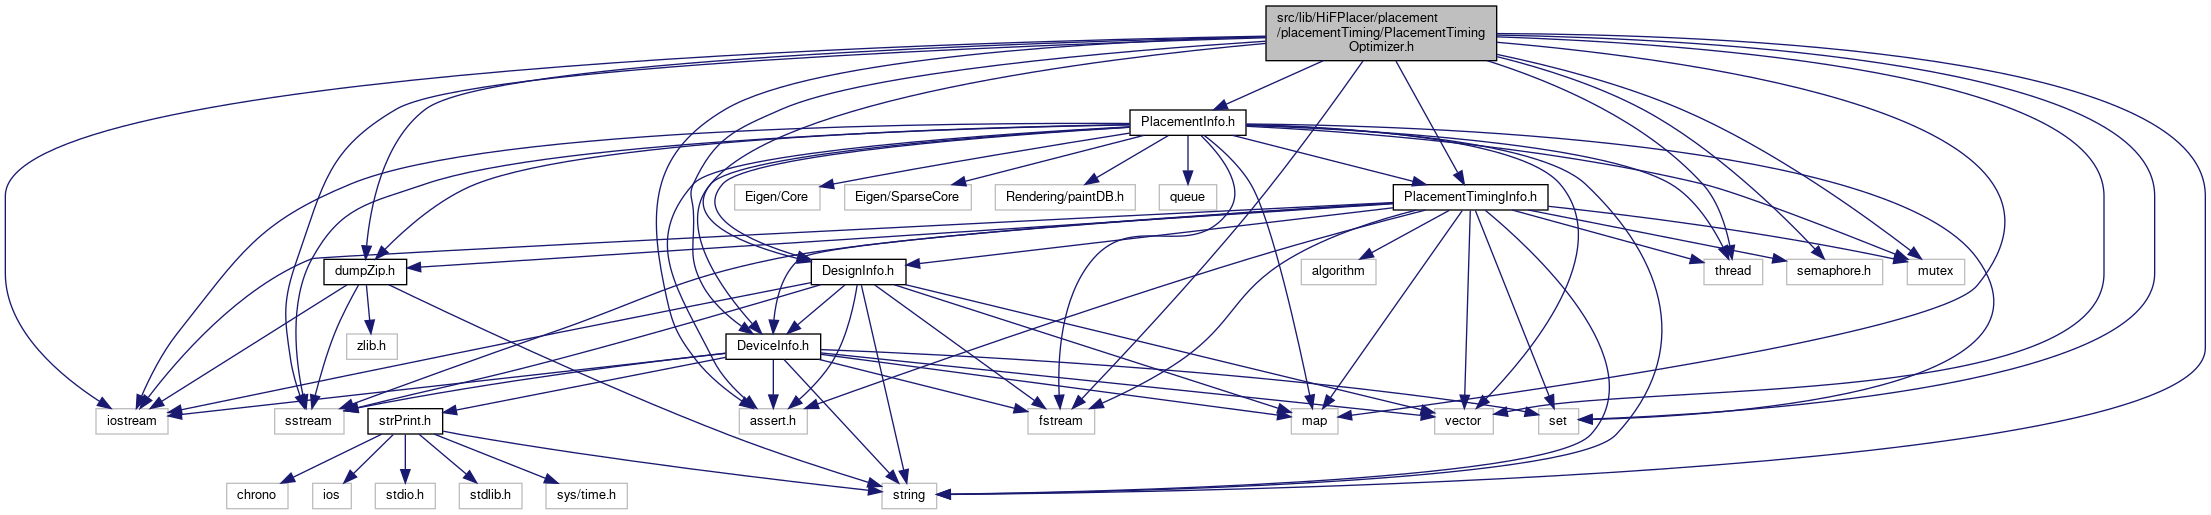 src/lib/HiFPlacer/placement
/placementTiming/PlacementTiming
Optimizer.h
PlacementInfo.h
Eigen/Core
Eigen/SparseCore
Rendering/paintDB.h
queue
PlacementTimingInfo.h
dumpZip.h
DesignInfo.h
algorithm
thread
semaphore.h
mutex
zlib.h
DeviceInfo.h
iostream
sstream
strPrint.h
assert.h
fstream
map
vector
set
chrono
ios
stdio.h
stdlib.h
sys/time.h
string